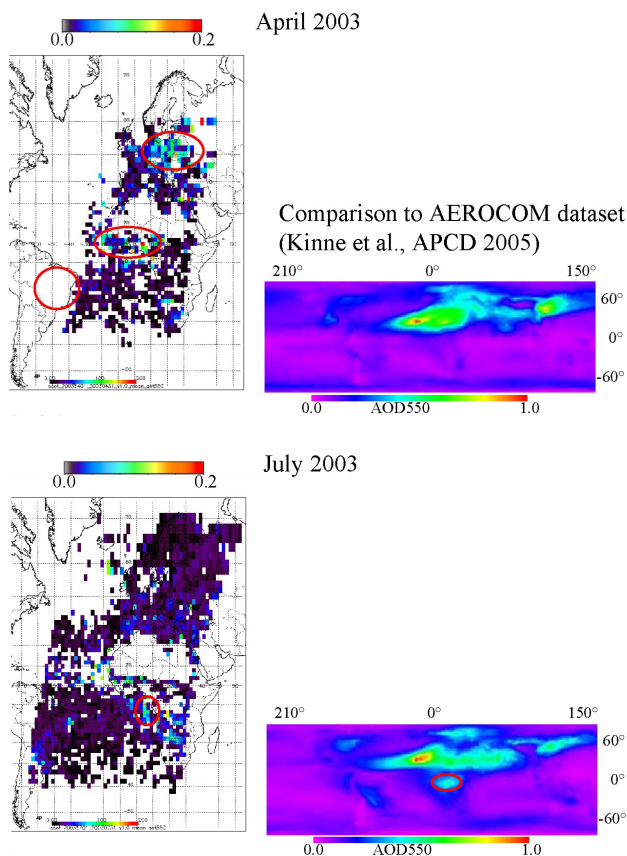 0.0 0.2
April 2003
Comparison to AEROCOM dataset
(Kinne et al., APCD 2005)
210° 0° 150°
60°
0°
-60°
0.0 AOD550 1.0
July 2003
0.0 0.2
210° 0° 150°
60°
0°
-60°
0.0 AOD550 1.0